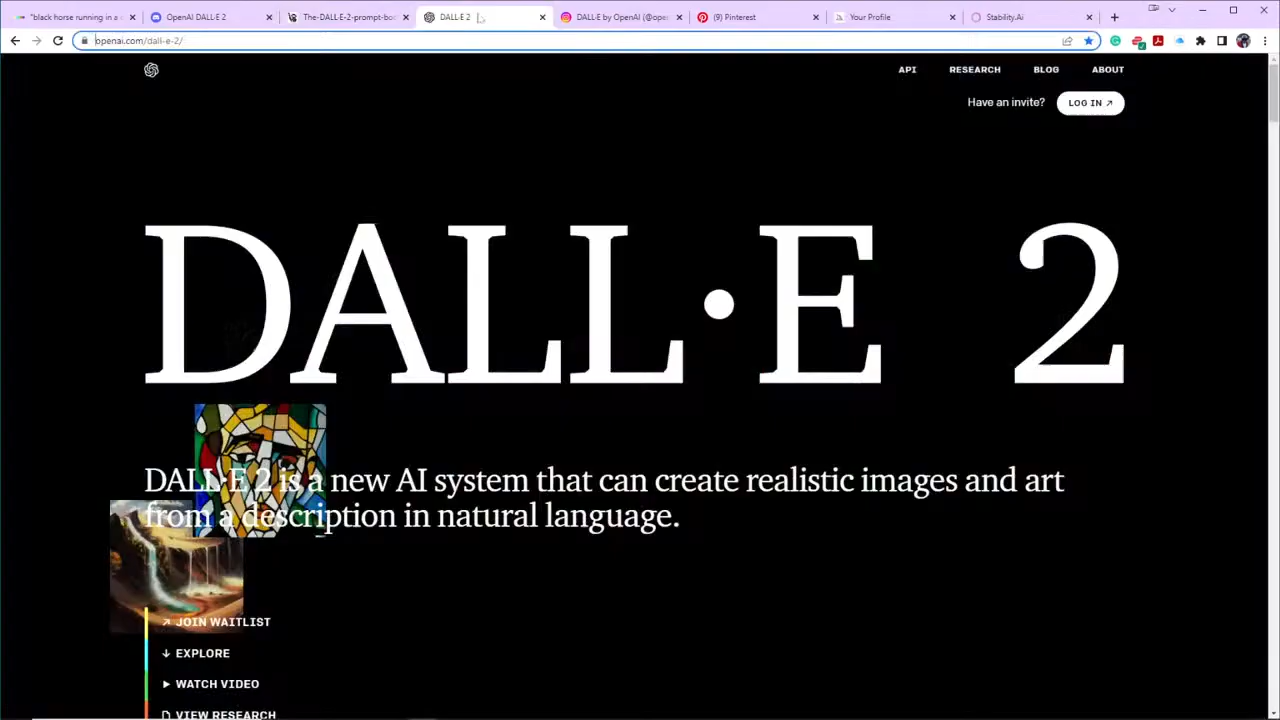 "black horse running in a
OpenAI DALL·E 2
The-DALL·E-2-prompt-boo
DALL·E 2
DALL·E by OpenAI (@ope
(9) Pinterest
Your Profile
Stability.Ai
openai.com/dall-e-2/
API RESEARCH BLOG ABOUT
Have an invite? LOG IN ↗
DALL·E 2
DALL·E 2 is a new AI system that can create realistic images and art
from a description in natural language.
JOIN WAITLIST
EXPLORE
WATCH VIDEO
VIEW RESEARCH